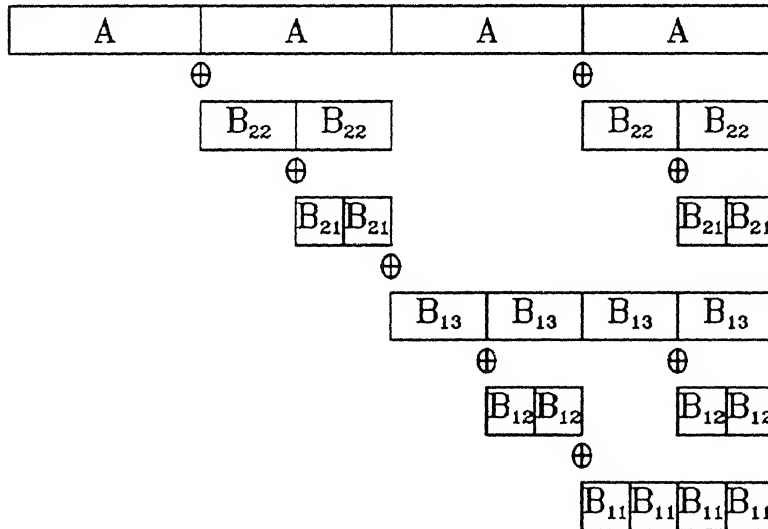 A A A A
⊕ ⊕
B₂₂ B₂₂ B₂₂ B₂₂
⊕ ⊕
B₂₁ B₂₁ B₂₁ B₂₁
⊕
B₁₃ B₁₃ B₁₃ B₁₃
⊕ ⊕
B₁₂ B₁₂ B₁₂ B₁₂
⊕
B₁₁ B₁₁ B₁₁ B₁₁